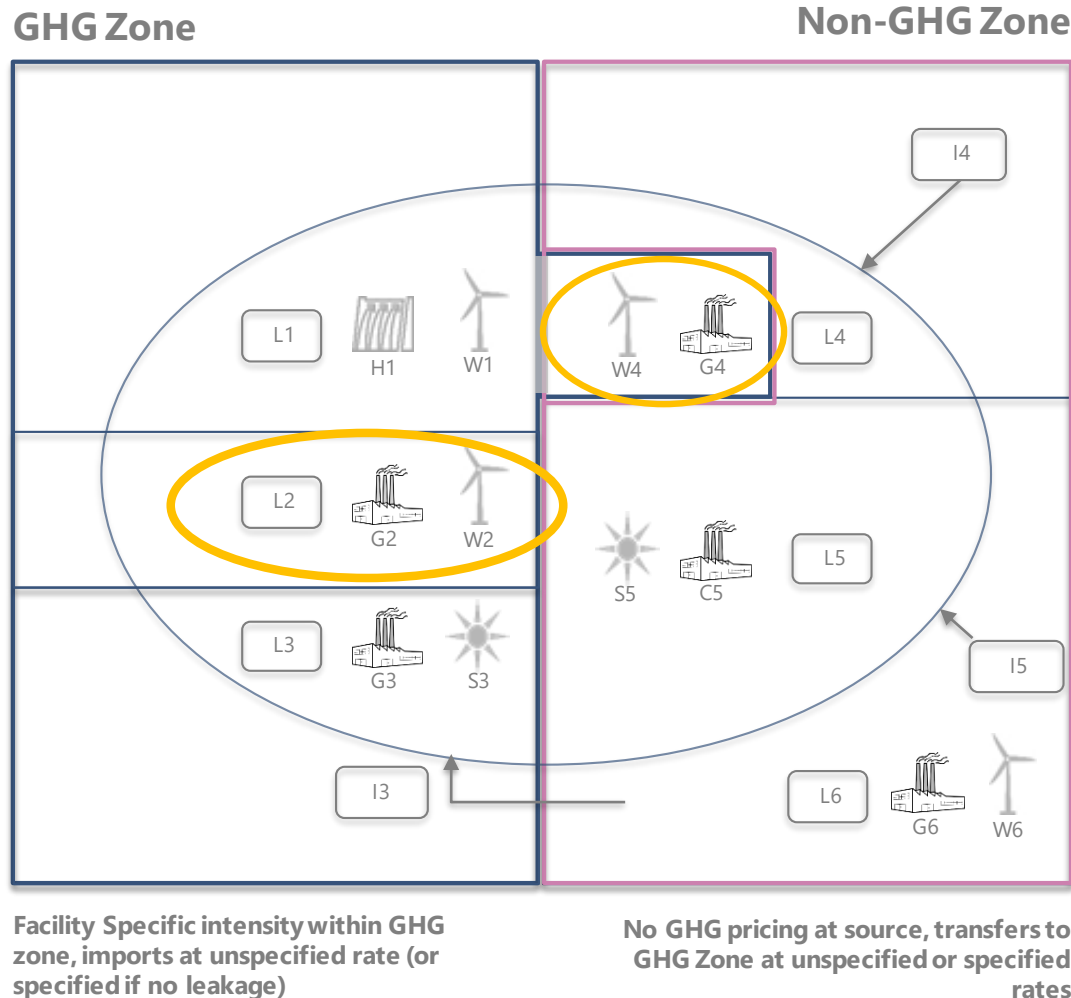 GHG Zone
Non-GHG Zone
I4
L1
H1
W1
W4
G4
L4
L2
G2
W2
S5
C5
L5
L3
G3
S3
I5
I3
L6
G6
W6
Facility Specific intensity within GHG
zone, imports at unspecified rate (or
specified if no leakage)
No GHG pricing at source, transfers to
GHG Zone at unspecified or specified
rates